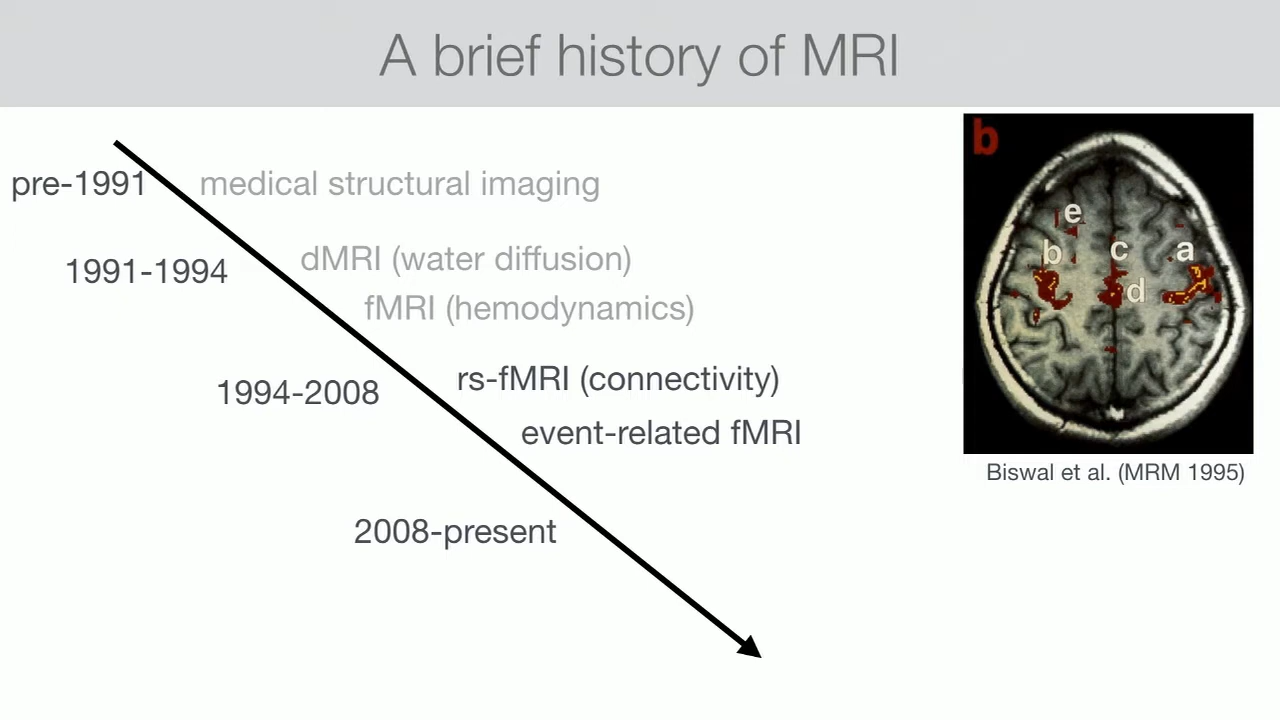 A brief history of MRI
pre-1991
medical structural imaging
1991-1994
dMRI (water diffusion)
fMRI (hemodynamics)
1994-2008
rs-fMRI (connectivity)
event-related fMRI
2008-present
b
e
b
c
a
d
Biswal et al. (MRM 1995)